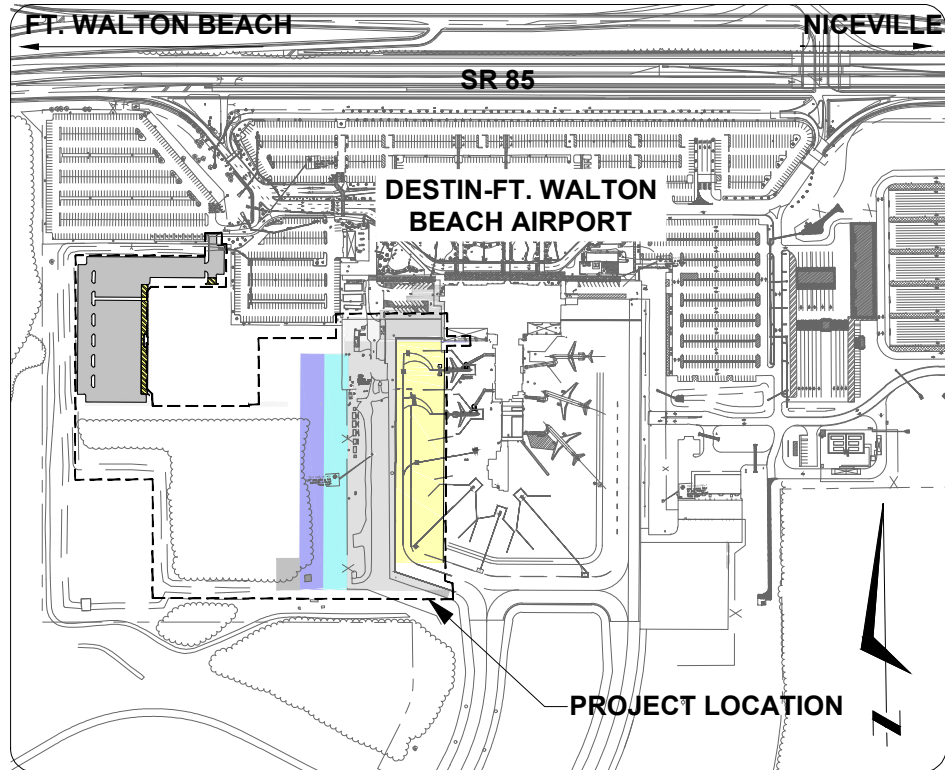 FT. WALTON BEACH
NICEVILLE
SR 85
DESTIN-FT. WALTON
BEACH AIRPORT
PROJECT LOCATION
N